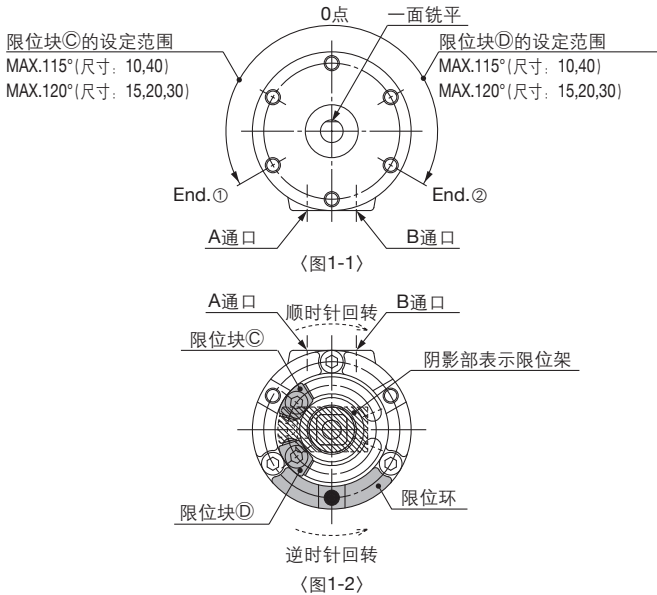 0点
一面铣平
限位块Ⓒ的设定范围
MAX.115°(尺寸：10,40)
MAX.120°(尺寸：15,20,30)
限位块Ⓓ的设定范围
MAX.115°(尺寸：10,40)
MAX.120°(尺寸：15,20,30)
End.①
End.②
A通口
B通口
〈图1-1〉
A通口
B通口
顺时针回转
限位块Ⓒ
阴影部表示限位架
限位块Ⓓ
限位环
逆时针回转
〈图1-2〉